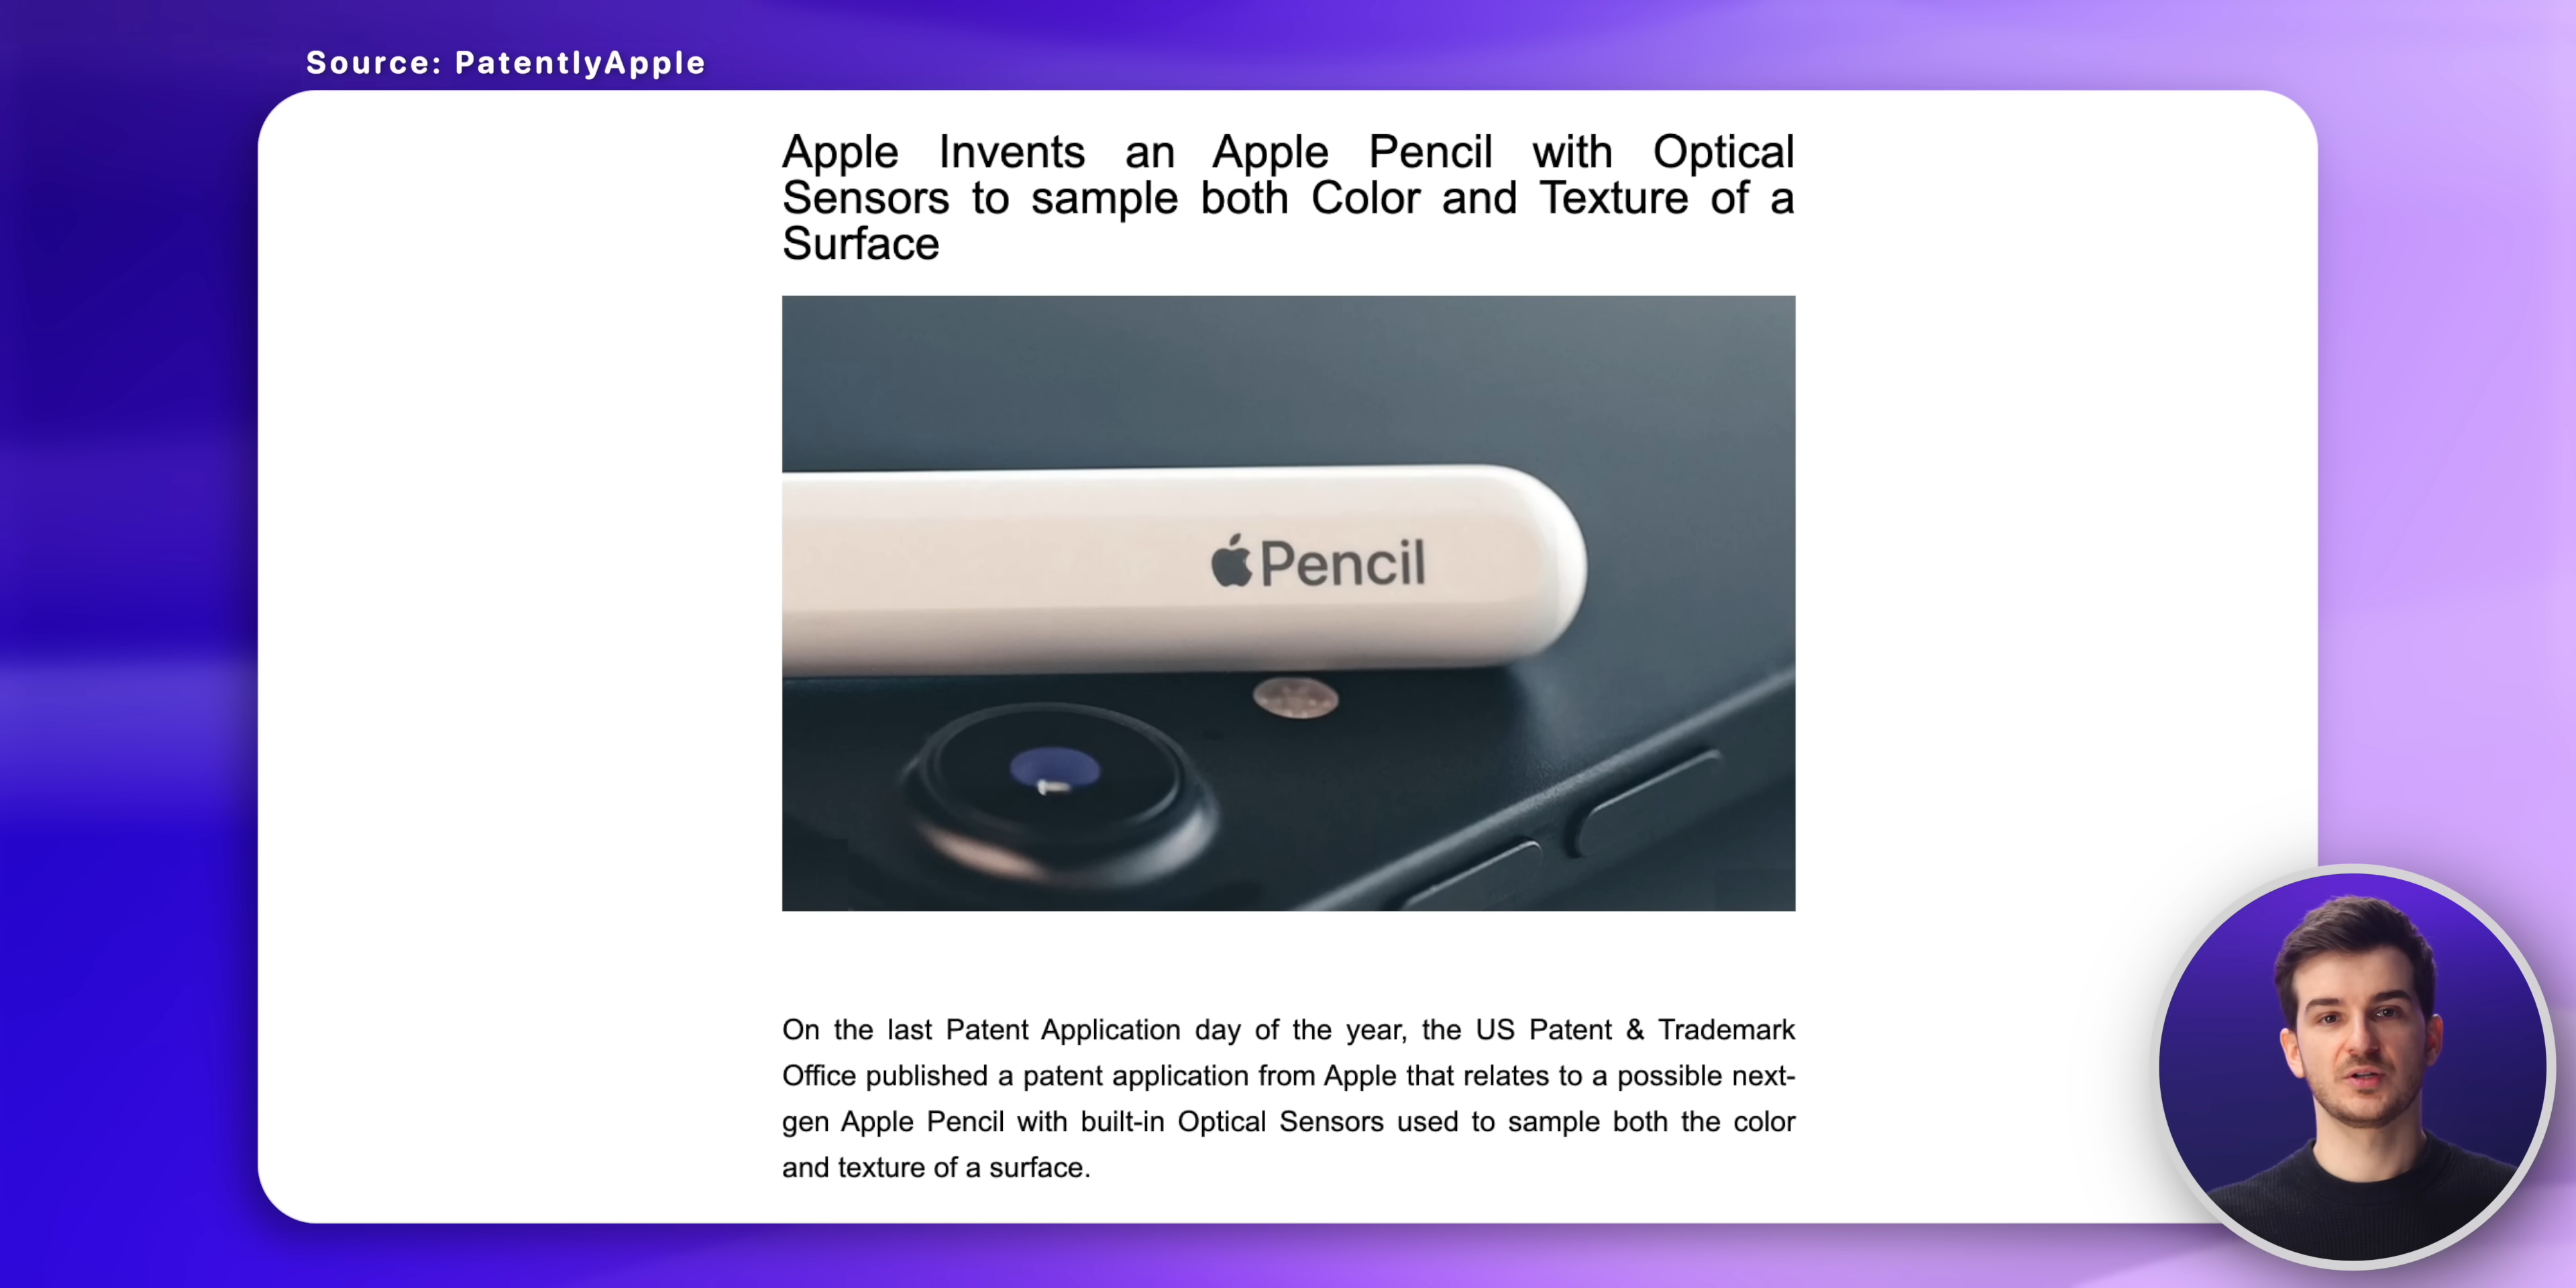 Source: PatentlyApple
Apple Invents an Apple Pencil with Optical
Sensors to sample both Color and Texture of a
Surface
Pencil
On the last Patent Application day of the year, the US Patent & Trademark
Office published a patent application from Apple that relates to a possible next-
gen Apple Pencil with built-in Optical Sensors used to sample both the color
and texture of a surface.